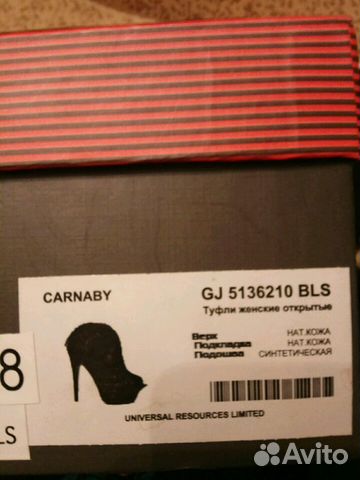 CARNABY
GJ 5136210 BLS
Туфли женские открытые
Верх НАТ.КОЖА
Подкладка НАТ.КОЖА
Подошва СИНТЕТИЧЕСКАЯ
UNIVERSAL RESOURCES LIMITED
8
LS
Avito